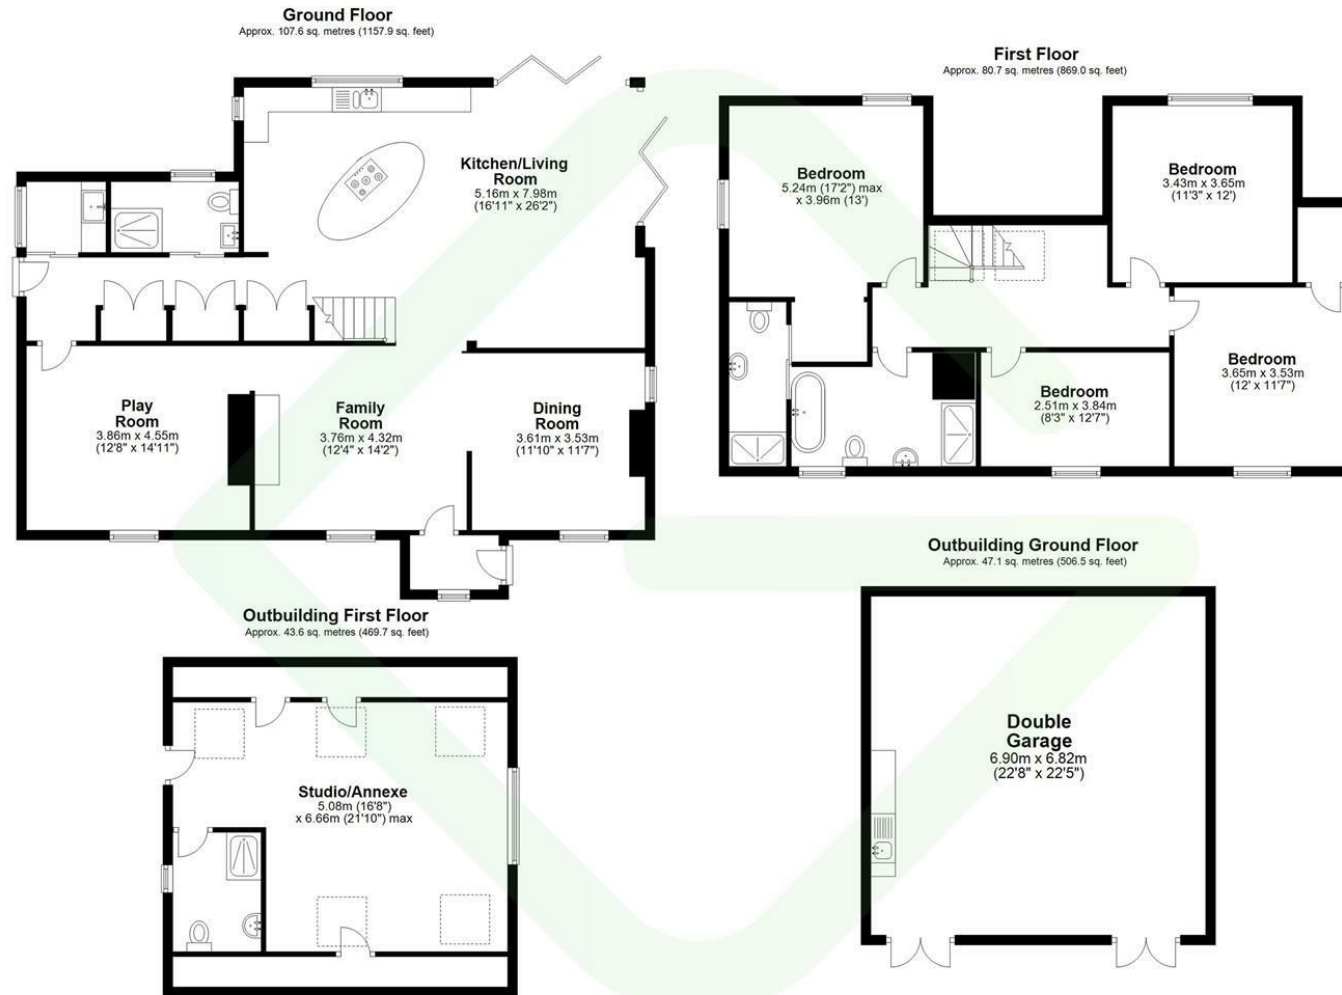 Ground Floor
Approx. 107.6 sq. metres (1157.9 sq. feet)
First Floor
Approx. 80.7 sq. metres (869.0 sq. feet)
Kitchen/Living
Room
5.16m x 7.98m
(16'11" x 26'2")
Play
Room
3.86m x 4.55m
(12'8" x 14'11")
Family
Room
3.76m x 4.32m
(12'4" x 14'2")
Dining
Room
3.61m x 3.53m
(11'10" x 11'7")
Bedroom
5.24m (17'2") max
x 3.96m (13')
Bedroom
3.43m x 3.65m
(11'3" x 12')
Bedroom
3.65m x 3.53m
(12' x 11'7")
Bedroom
2.51m x 3.84m
(8'3" x 12'7")
Outbuilding First Floor
Approx. 43.6 sq. metres (469.7 sq. feet)
Studio/Annexe
5.08m (16'8")
x 6.66m (21'10") max
Outbuilding Ground Floor
Approx. 47.1 sq. metres (506.5 sq. feet)
Double
Garage
6.90m x 6.82m
(22'8" x 22'5")